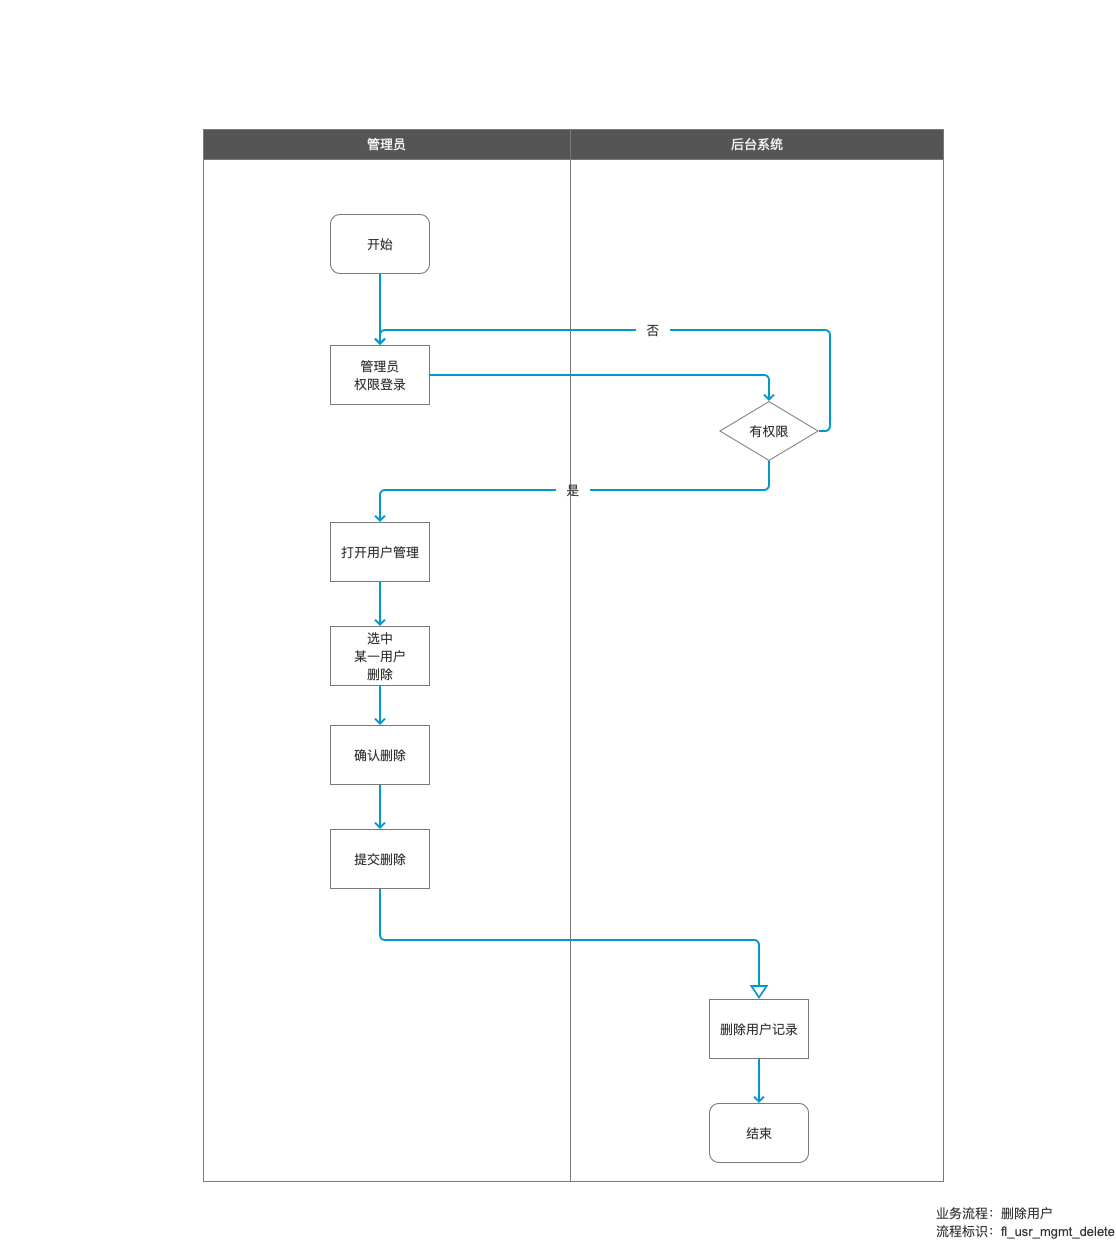 管理员
后台系统
开始
否
管理员
权限登录
有权限
是
打开用户管理
选中
某一用户
删除
确认删除
提交删除
删除用户记录
结束
业务流程：删除用户
流程标识：fl_usr_mgmt_delete